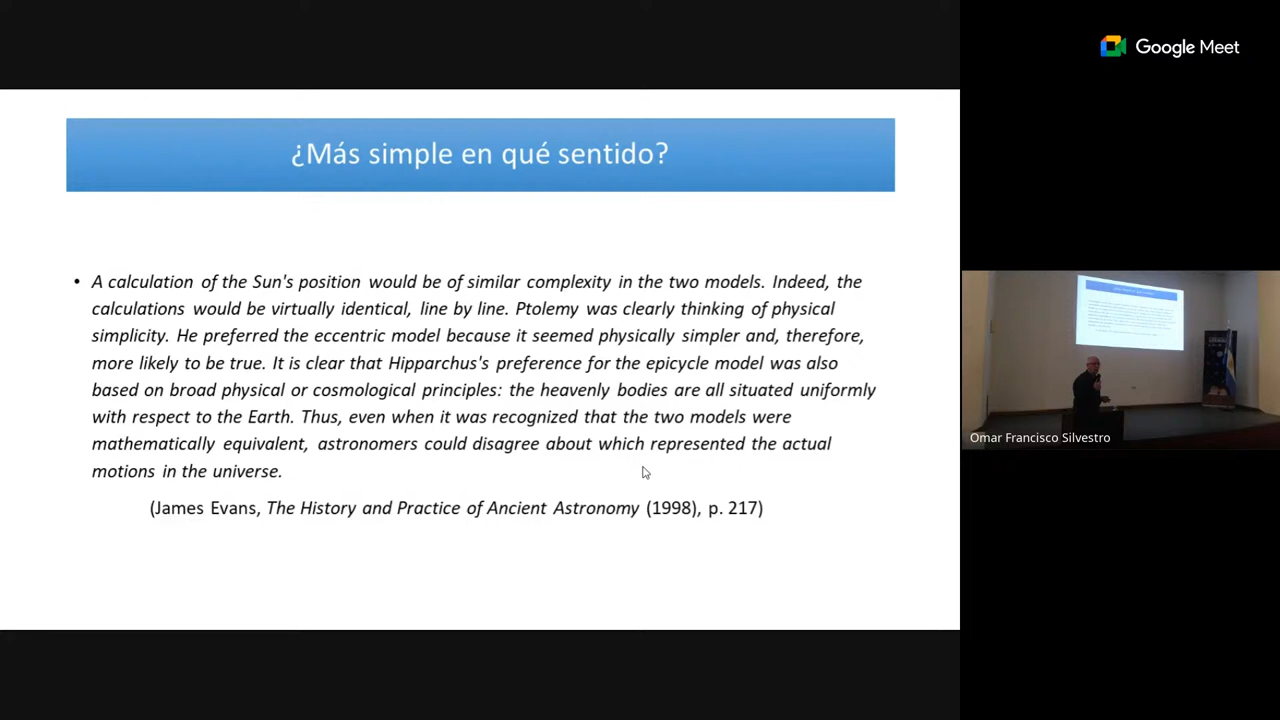 Google Meet
¿Más simple en qué sentido?
• A calculation of the Sun's position would be of similar complexity in the two models. Indeed, the
calculations would be virtually identical, line by line. Ptolemy was clearly thinking of physical
simplicity. He preferred the eccentric model because it seemed physically simpler and, therefore,
more likely to be true. It is clear that Hipparchus's preference for the epicycle model was also
based on broad physical or cosmological principles: the heavenly bodies are all situated uniformly
with respect to the Earth. Thus, even when it was recognized that the two models were
mathematically equivalent, astronomers could disagree about which represented the actual
motions in the universe.
(James Evans, The History and Practice of Ancient Astronomy (1998), p. 217)
Omar Francisco Silvestro